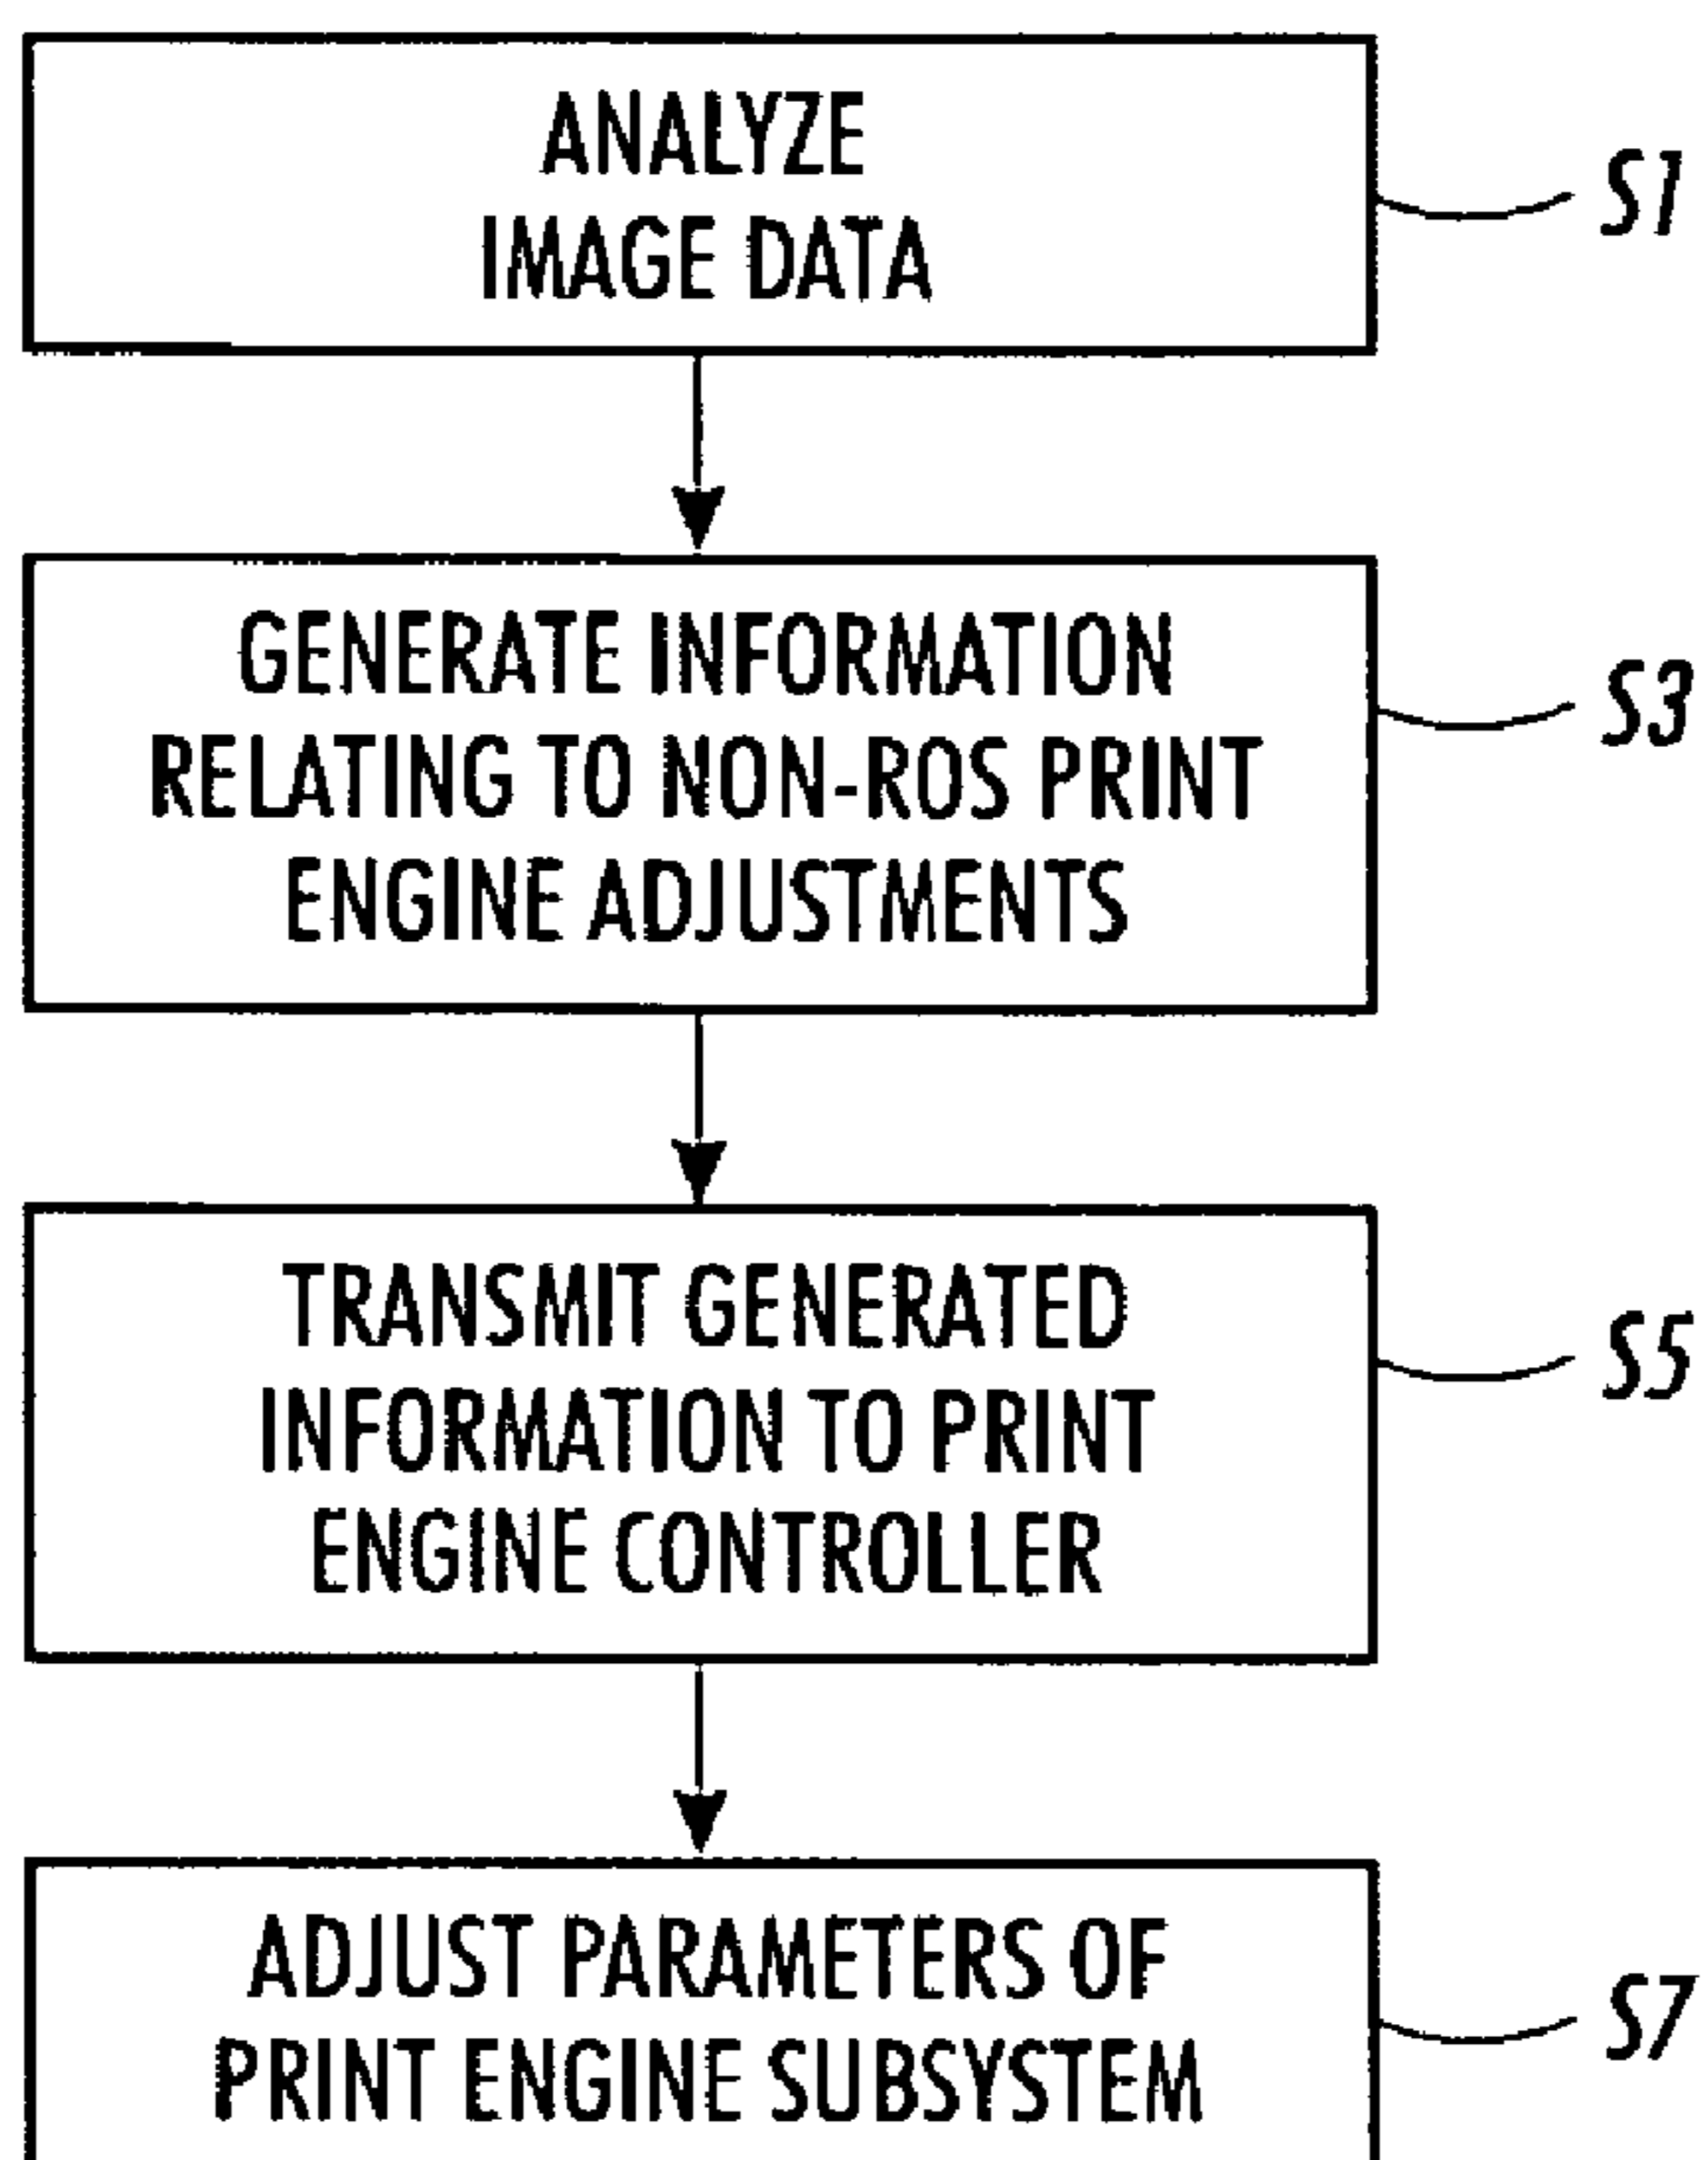 ANALYZE
IMAGE DATA
S1
GENERATE INFORMATION
RELATING TO NON-ROS PRINT
ENGINE ADJUSTMENTS
S3
TRANSMIT GENERATED
INFORMATION TO PRINT
ENGINE CONTROLLER
S5
ADJUST PARAMETERS OF
PRINT ENGINE SUBSYSTEM
S7